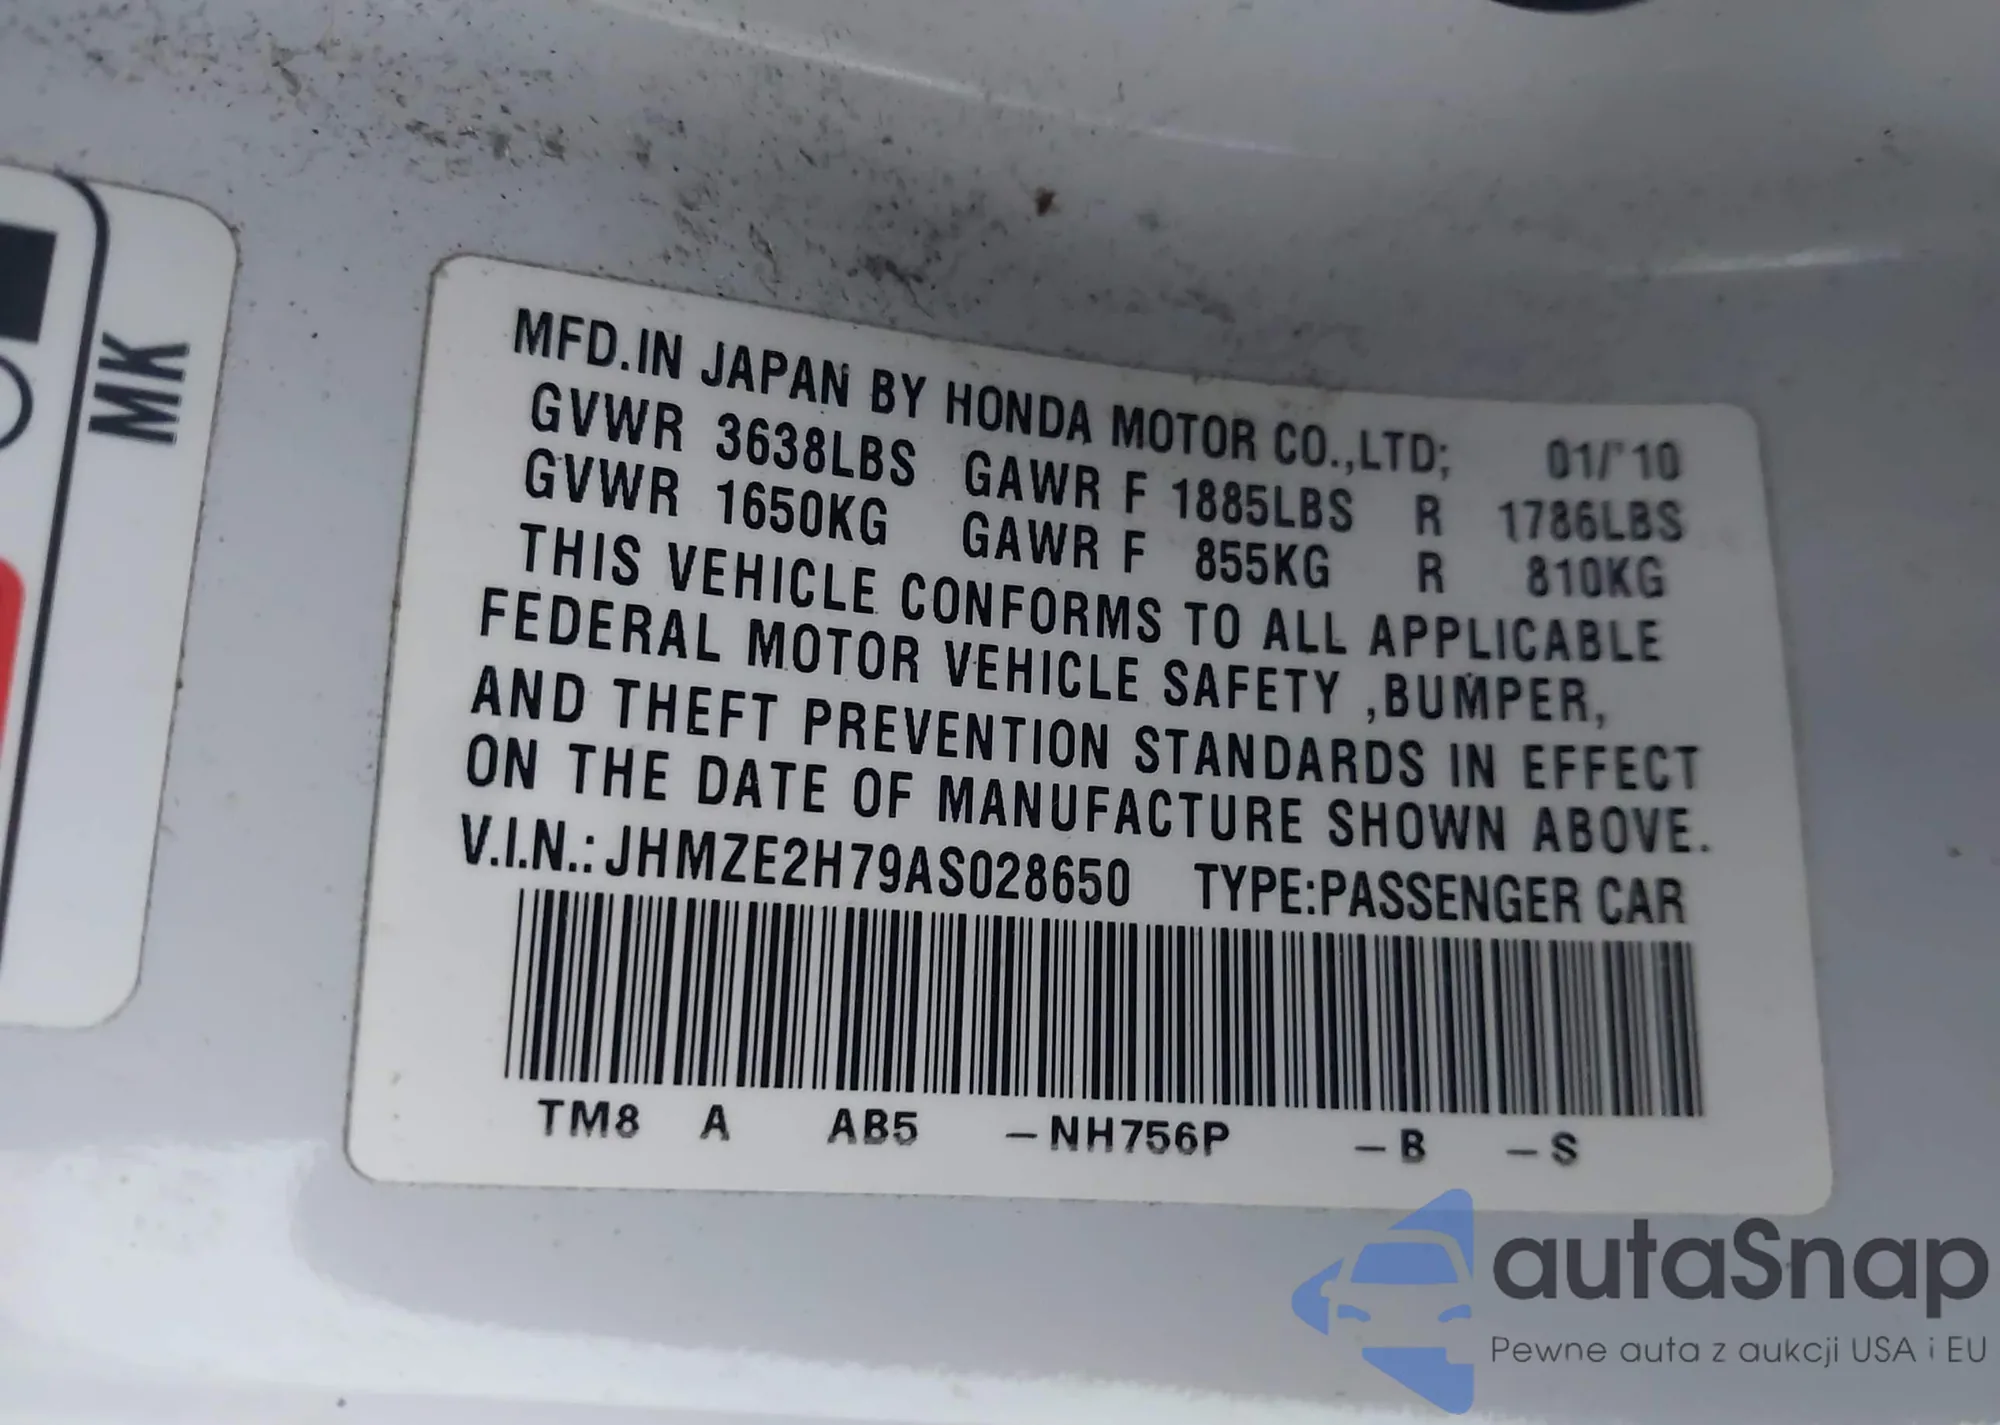 MK
MFD.IN JAPAN BY HONDA MOTOR CO.,LTD; 01/'10
GVWR 3638LBS GAWR F 1885LBS R 1786LBS
GVWR 1650KG GAWR F 855KG R 810KG
THIS VEHICLE CONFORMS TO ALL APPLICABLE
FEDERAL MOTOR VEHICLE SAFETY ,BUMPER,
AND THEFT PREVENTION STANDARDS IN EFFECT
ON THE DATE OF MANUFACTURE SHOWN ABOVE.
V.I.N.: JHMZE2H79AS028650 TYPE:PASSENGER CAR
TM8 A AB5 –NH756P –B –S
autaSnap
Pewne auta z aukcji USA i EU